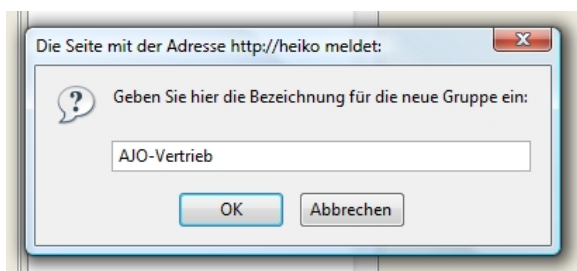 Die Seite mit der Adresse http://heiko meldet:
Geben Sie hier die Bezeichnung für die neue Gruppe ein:
AJO-Vertrieb
OK
Abbrechen